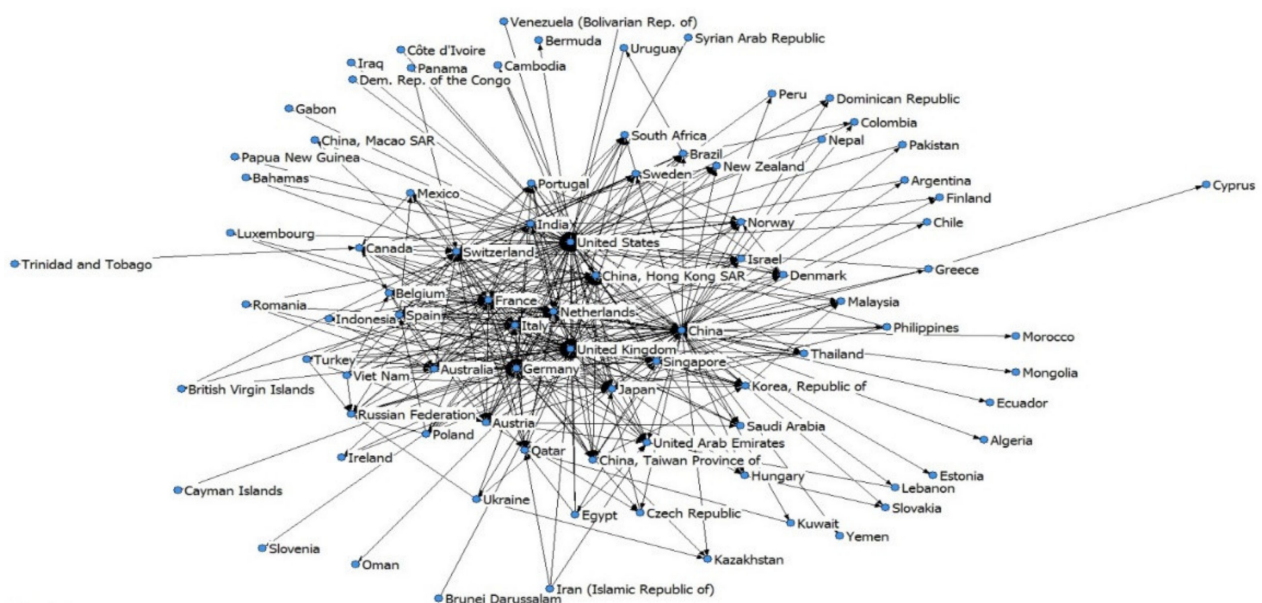 Venezuela (Bolivarian Rep. of)
Bermuda
Syrian Arab Republic
Uruguay
Côte d'Ivoire
Iraq
Panama
Cambodia
Dem. Rep. of the Congo
Peru
Dominican Republic
Gabon
Colombia
South Africa
China, Macao SAR
Nepal
Pakistan
Brazil
Papua New Guinea
New Zealand
Bahamas
Sweden
Portugal
Argentina
Cyprus
Mexico
Finland
India
Norway
Chile
Luxembourg
United States
Canada
Switzerland
Israel
Trinidad and Tobago
China, Hong Kong SAR
Denmark
Greece
Belgium
France
Malaysia
Romania
Indonesia
Spain
Netherlands
Italy
China
Philippines
Morocco
United Kingdom
Thailand
Turkey
Singapore
Australia
Germany
Mongolia
Viet Nam
British Virgin Islands
Japan
Korea, Republic of
Ecuador
Russian Federation
Austria
Saudi Arabia
Poland
Algeria
United Arab Emirates
Qatar
Ireland
China, Taiwan Province of
Hungary
Estonia
Lebanon
Cayman Islands
Ukraine
Slovakia
Egypt
Czech Republic
Kuwait
Yemen
Slovenia
Oman
Kazakhstan
Iran (Islamic Republic of)
Brunei Darussalam